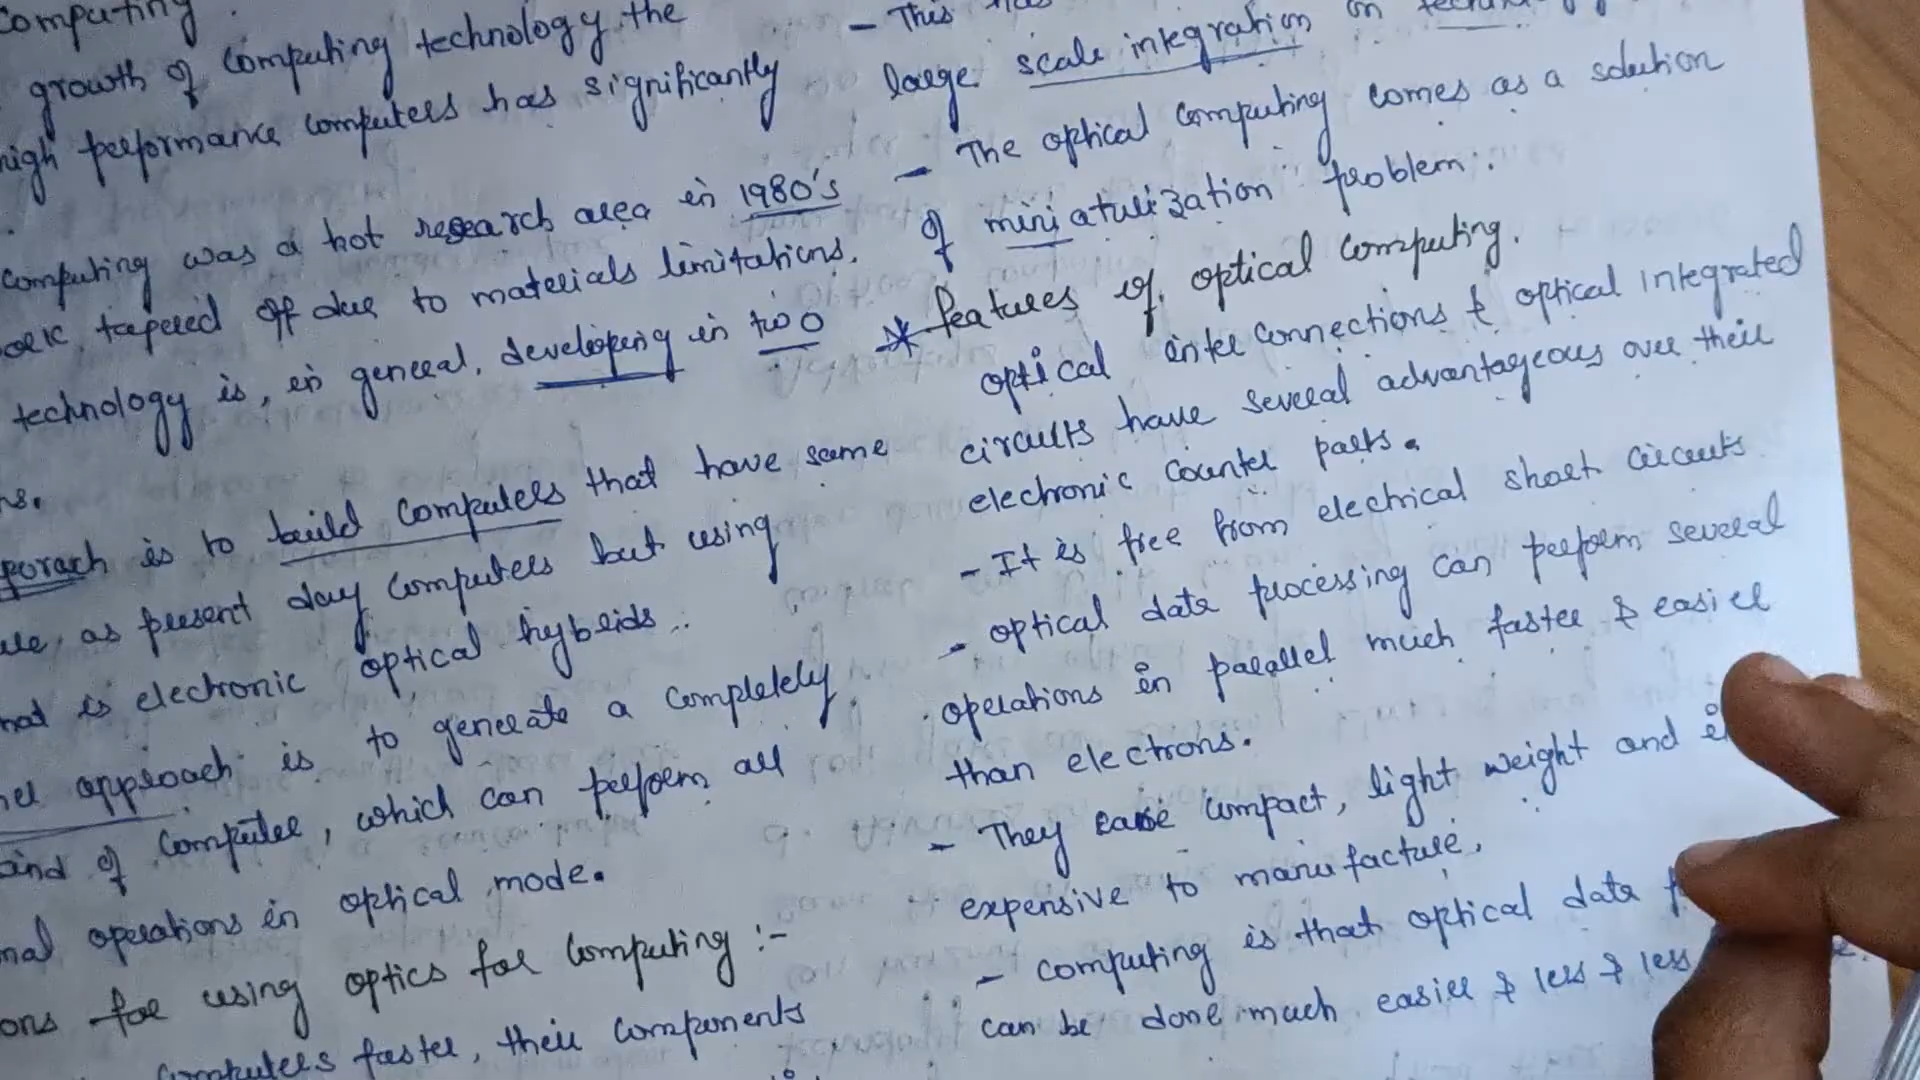 computing.
growth of computing technology the
high performance computers has significantly
computing was a hot research area in 1980's
tapered off due to materials limitations.
technology is, in general, developing in two
ns.
is to build computers that have same
as present day computers but using
is electronic optical hybrids.
approach is to generate a completely
of computer, which can perform all
operations in optical mode.
for using optics for computing :-
computers faster, their components
- This has
large scale integration on
- The optical computing comes as a solution
of miniaturization problem.
* Features of optical computing.
optical inter connections & optical integrated
circuits have several advantageous over their
electronic counter parts.
- It is free from electrical short circuits
- optical data processing can perform several
operations in parallel much faster & easier
than electrons.
- They are compact, light weight and
expensive to manufacture.
- computing is that optical data
can be done much easier & less & less